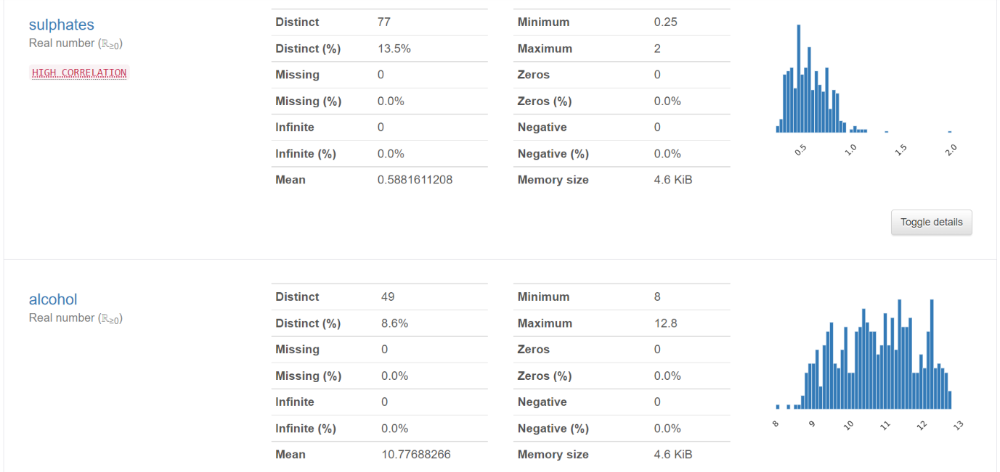 sulphates
Real number (ℝ≥0)
HIGH CORRELATION
Distinct 77
Distinct (%) 13.5%
Missing 0
Missing (%) 0.0%
Infinite 0
Infinite (%) 0.0%
Mean 0.5881611208
Minimum 0.25
Maximum 2
Zeros 0
Zeros (%) 0.0%
Negative 0
Negative (%) 0.0%
Memory size 4.6 KiB
0.5 1.0 1.5 2.0
Toggle details
alcohol
Real number (ℝ≥0)
Distinct 49
Distinct (%) 8.6%
Missing 0
Missing (%) 0.0%
Infinite 0
Infinite (%) 0.0%
Mean 10.77688266
Minimum 8
Maximum 12.8
Zeros 0
Zeros (%) 0.0%
Negative 0
Negative (%) 0.0%
Memory size 4.6 KiB
8 9 10 11 12 13